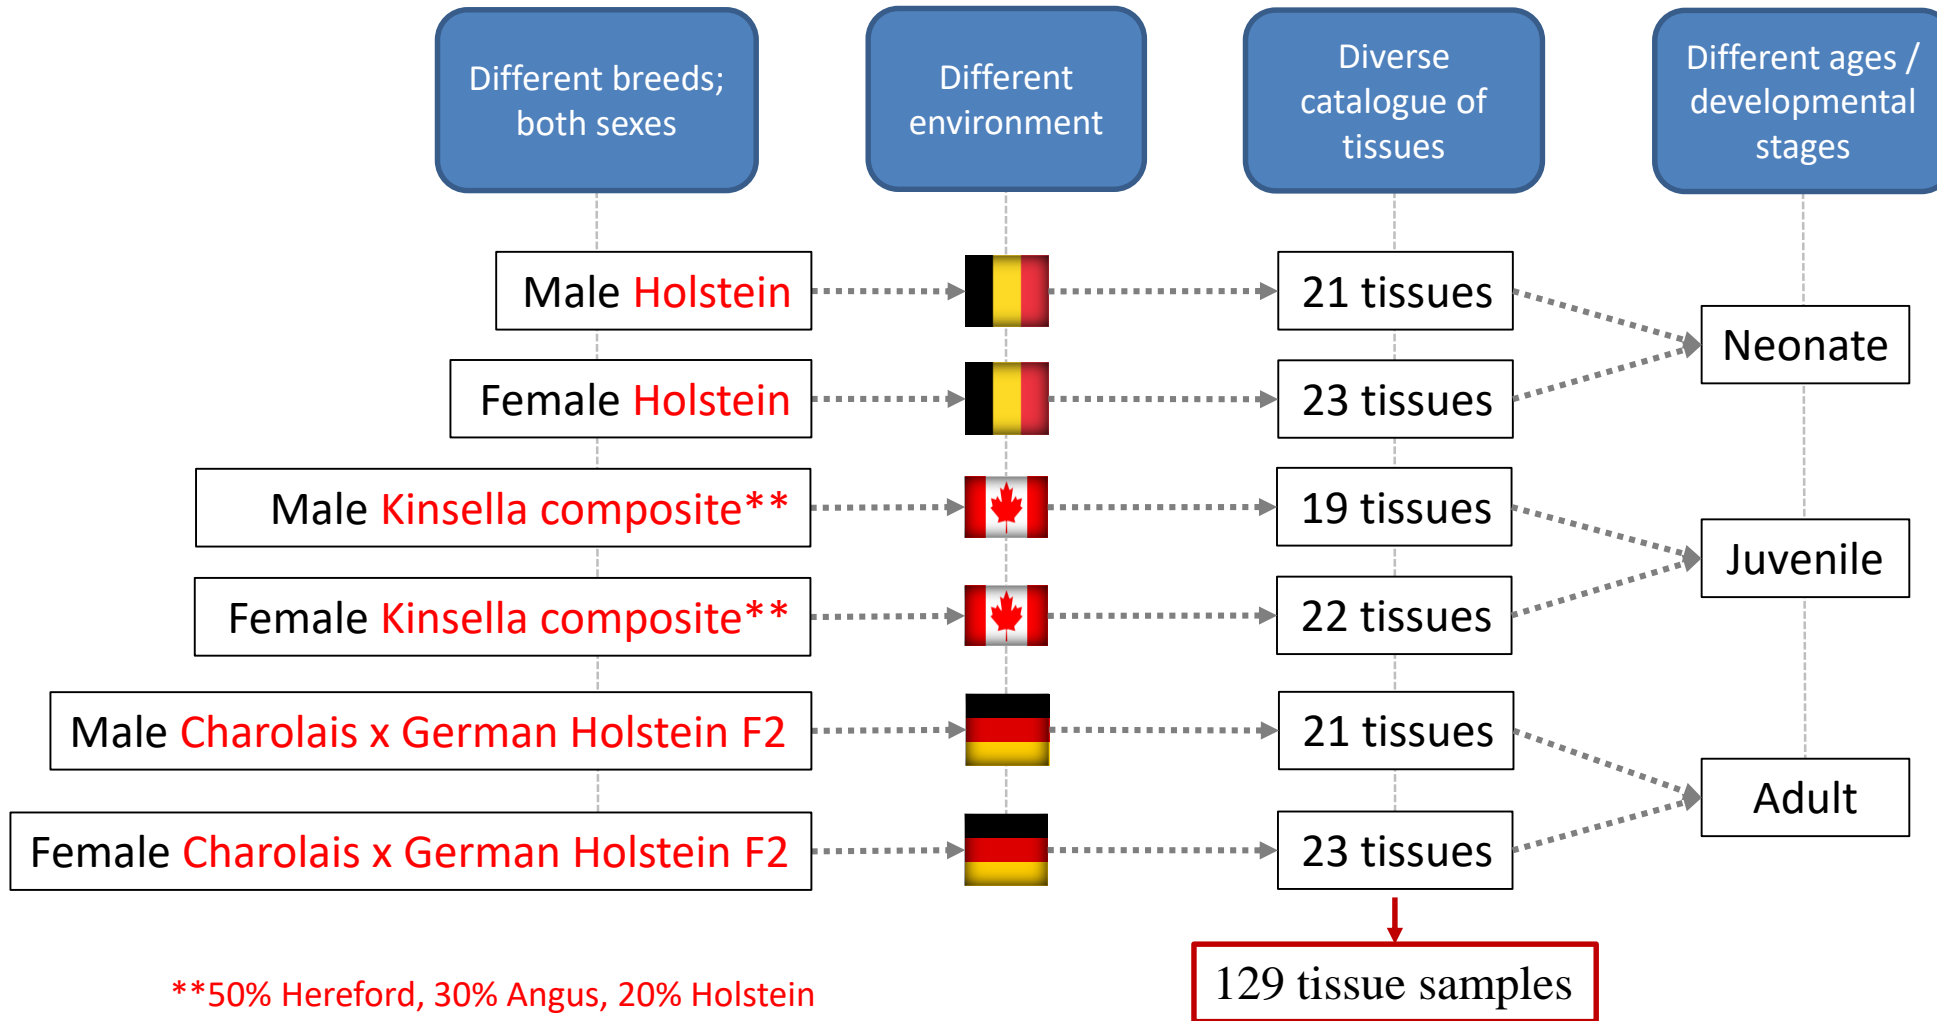 Different breeds;
both sexes
Different
environment
Diverse
catalogue of
tissues
Different ages /
developmental
stages
Male Holstein
21 tissues
Neonate
Female Holstein
23 tissues
Male Kinsella composite**
19 tissues
Juvenile
Female Kinsella composite**
22 tissues
Male Charolais x German Holstein F2
21 tissues
Adult
Female Charolais x German Holstein F2
23 tissues
129 tissue samples
**50% Hereford, 30% Angus, 20% Holstein